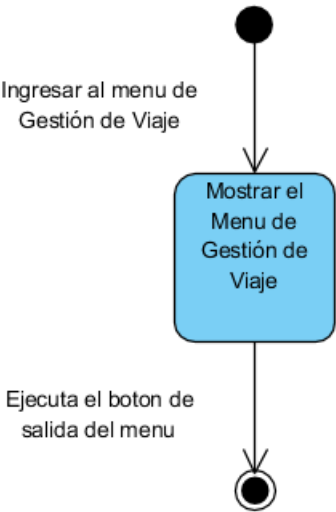 Ingresar al menu de
Gestión de Viaje
Mostrar el
Menu de
Gestión de
Viaje
Ejecuta el boton de
salida del menu